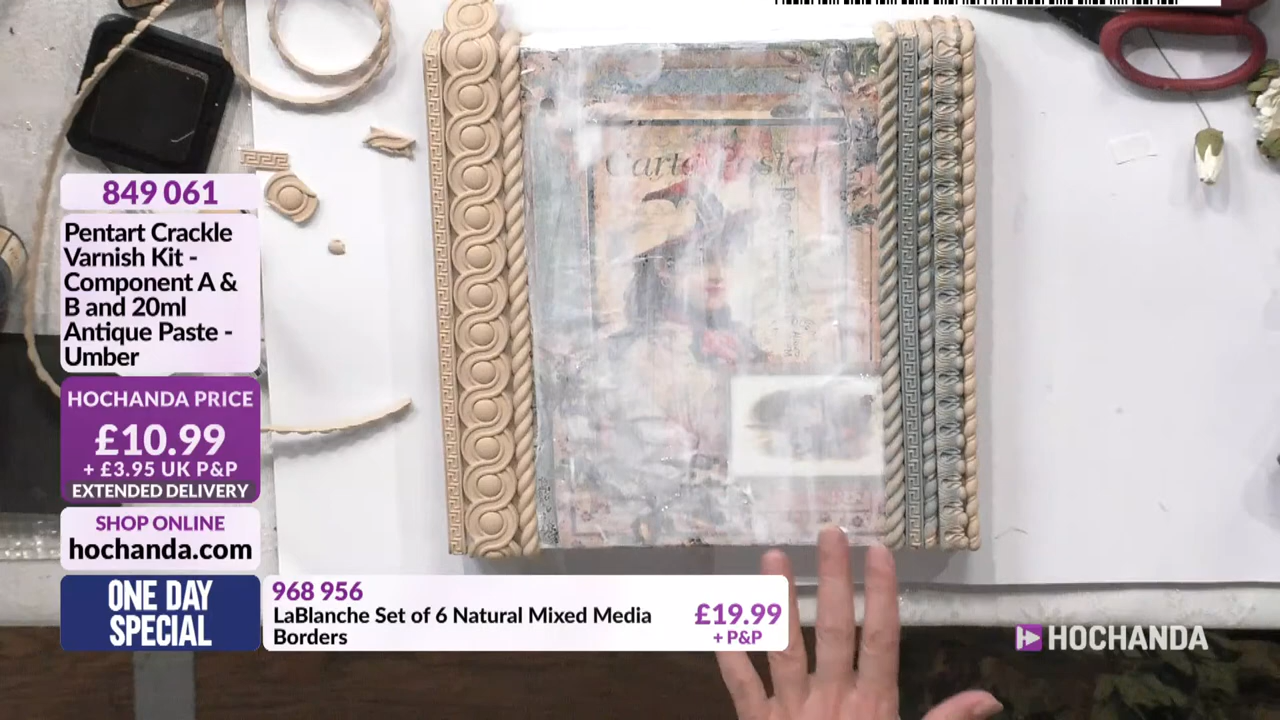 849 061
Pentart Crackle
Varnish Kit -
Component A &
B and 20ml
Antique Paste -
Umber
HOCHANDA PRICE
£10.99
+ £3.95 UK P&P
EXTENDED DELIVERY
SHOP ONLINE
hochanda.com
ONE DAY
SPECIAL
968 956
LaBlanche Set of 6 Natural Mixed Media
Borders
£19.99
+ P&P
HOCHANDA
Carte Postale